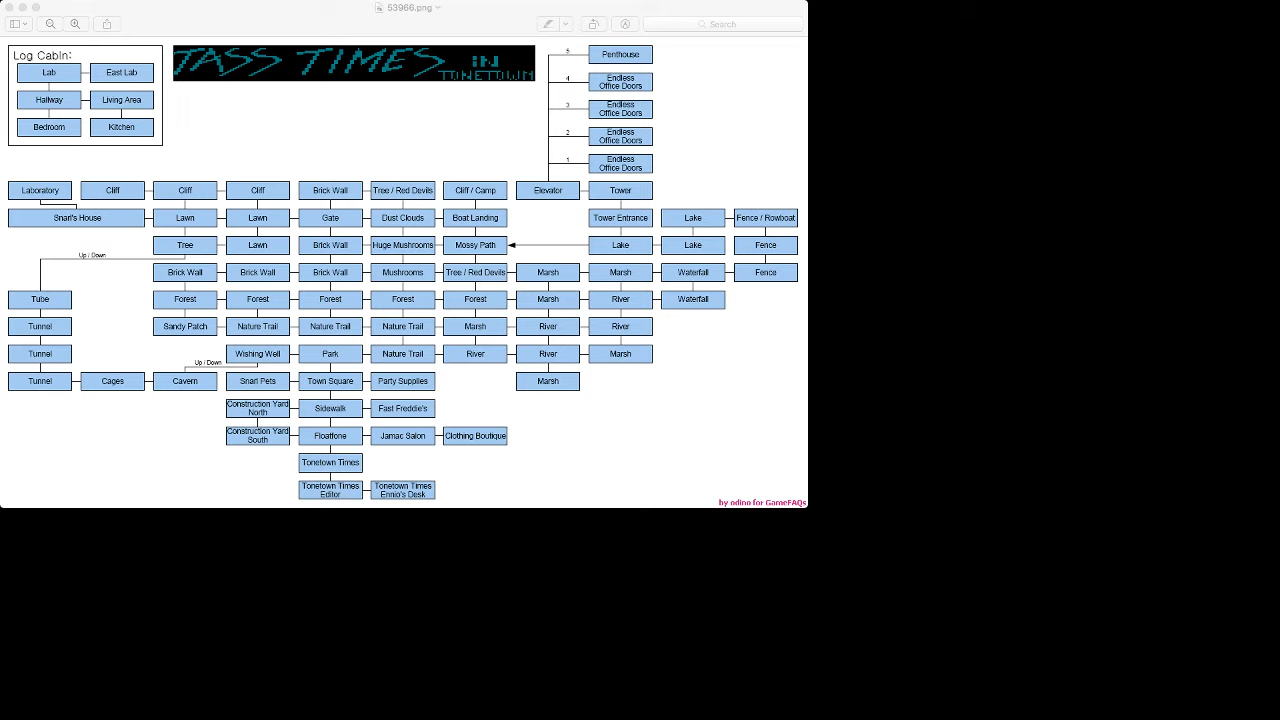 53966.png
Search
Log Cabin:
TASS TIMES IN
TONETOWN
5
Penthouse
Lab
East Lab
4
Endless
Office Doors
Hallway
Living Area
3
Endless
Office Doors
Bedroom
Kitchen
2
Endless
Office Doors
1
Endless
Office Doors
Laboratory
Cliff
Cliff
Cliff
Brick Wall
Tree / Red Devils
Cliff / Camp
Elevator
Tower
Snarl's House
Lawn
Lawn
Gate
Dust Clouds
Boat Landing
Tower Entrance
Lake
Fence / Rowboat
Tree
Lawn
Brick Wall
Huge Mushrooms
Mossy Path
Lake
Lake
Fence
Up / Down
Brick Wall
Brick Wall
Brick Wall
Mushrooms
Tree / Red Devils
Marsh
Marsh
Waterfall
Fence
Tube
Forest
Forest
Forest
Forest
Forest
Marsh
River
Waterfall
Tunnel
Sandy Patch
Nature Trail
Nature Trail
Nature Trail
Marsh
River
River
Tunnel
Wishing Well
Park
Nature Trail
River
River
Marsh
Up / Down
Tunnel
Cages
Cavern
Snarl Pets
Town Square
Party Supplies
Marsh
Construction Yard
North
Sidewalk
Fast Freddie's
Construction Yard
South
Floatfone
Jamac Salon
Clothing Boutique
Tonetown Times
Tonetown Times
Editor
Tonetown Times
Ennio's Desk
by odino for GameFAQs